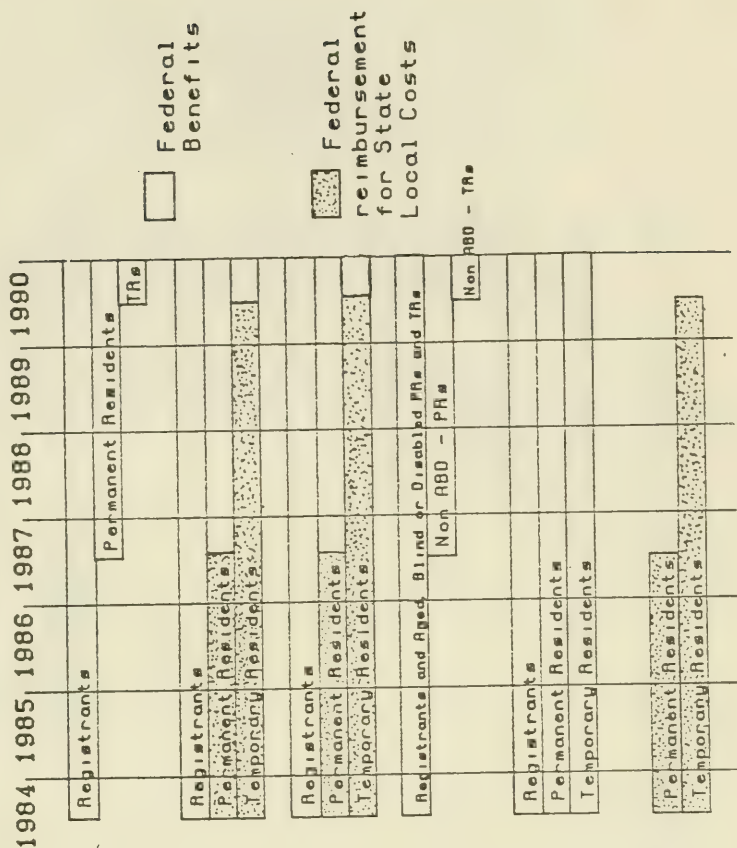 1984 1985 1986 1987 1988 1989 1990
Registrants
Permanent Residents
TRs
Registrants
Permanent Residents
Temporary Residents
Registrants
Permanent Residents
Temporary Residents
Registrants and Aged, Blind or Disabled PRs and TRs
Non ABD - PRs
Non ABD - TRs
Registrants
Permanent Residents
Temporary Residents
Permanent Residents
Temporary Residents
Federal
Benefits
Federal
reimbursement
for State
Local Costs